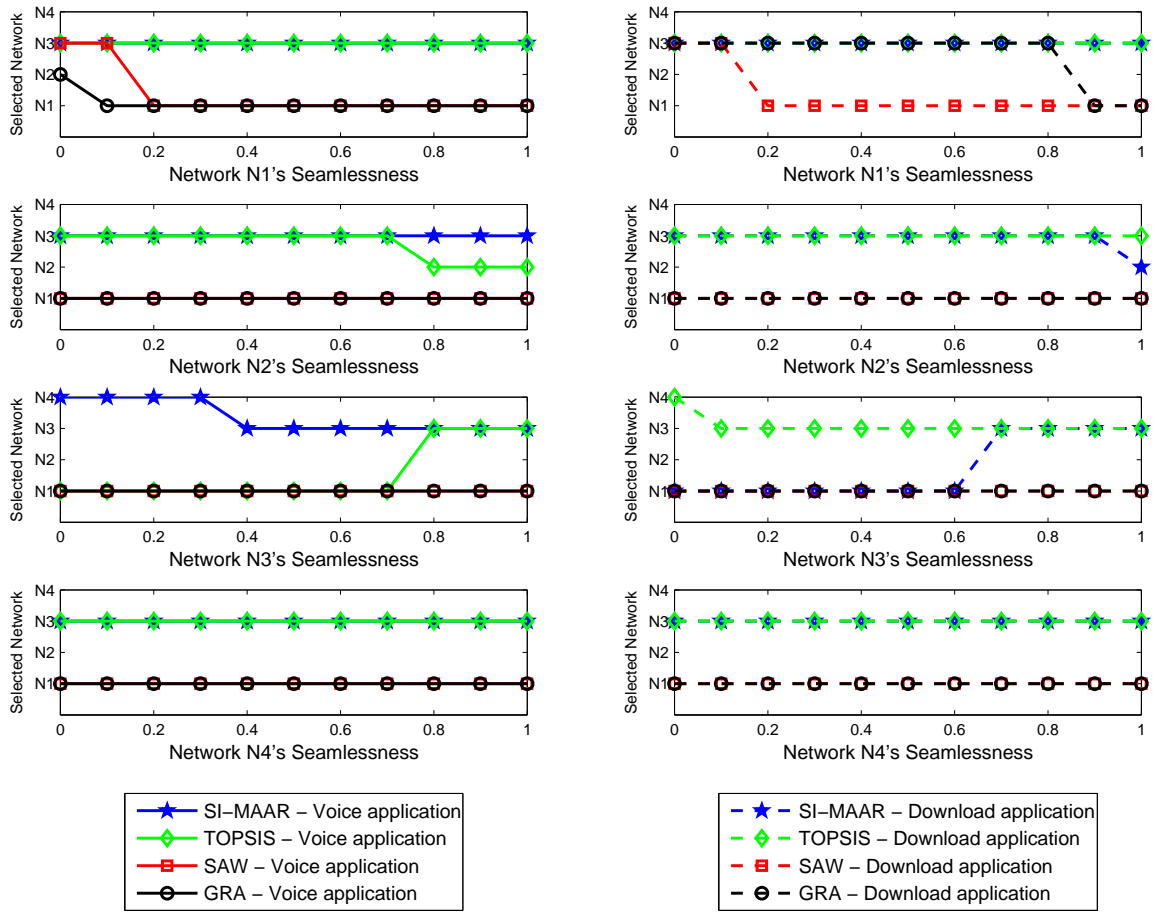 N4
N3
N2
N1
Selected Network
0 0.2 0.4 0.6 0.8 1
Network N1's Seamlessness
N4
N3
N2
N1
Selected Network
0 0.2 0.4 0.6 0.8 1
Network N1's Seamlessness
N4
N3
N2
N1
Selected Network
0 0.2 0.4 0.6 0.8 1
Network N2's Seamlessness
N4
N3
N2
N1
Selected Network
0 0.2 0.4 0.6 0.8 1
Network N2's Seamlessness
N4
N3
N2
N1
Selected Network
0 0.2 0.4 0.6 0.8 1
Network N3's Seamlessness
N4
N3
N2
N1
Selected Network
0 0.2 0.4 0.6 0.8 1
Network N3's Seamlessness
N4
N3
N2
N1
Selected Network
0 0.2 0.4 0.6 0.8 1
Network N4's Seamlessness
N4
N3
N2
N1
Selected Network
0 0.2 0.4 0.6 0.8 1
Network N4's Seamlessness
SI−MAAR − Voice application
TOPSIS − Voice application
SAW − Voice application
GRA − Voice application
SI−MAAR − Download application
TOPSIS − Download application
SAW − Download application
GRA − Download application